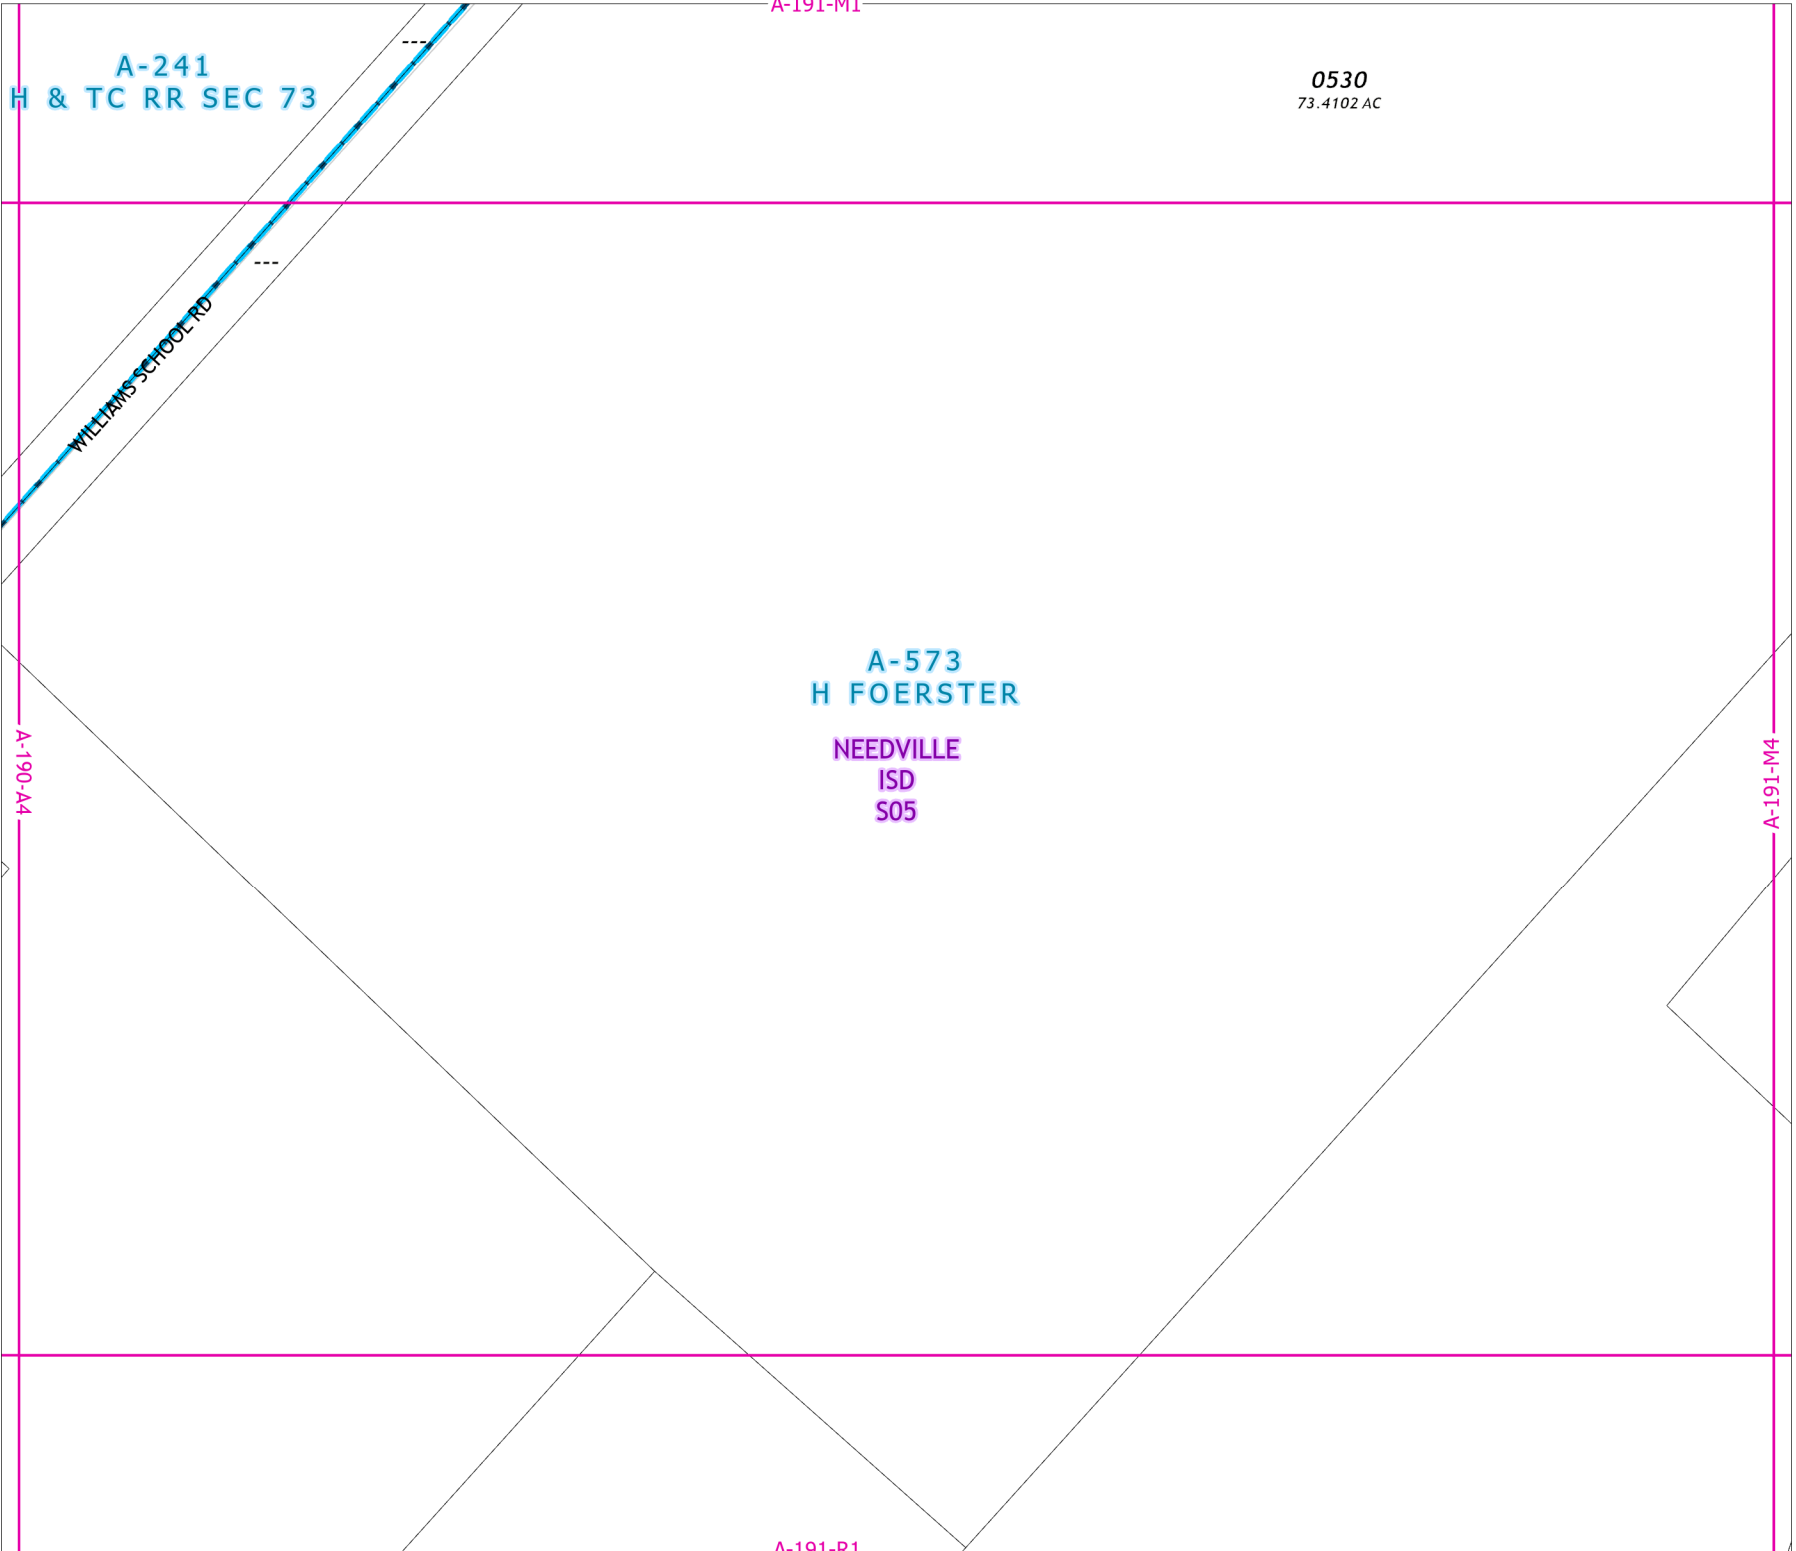 A-191-M1
A-241
H & TC RR SEC 73
0530
73.4102 AC
----
----
WILLIAMS SCHOOL RD
A-573
H FOERSTER
NEEDVILLE
ISD
S05
A-190-A4
A-191-M4
A-191-R1